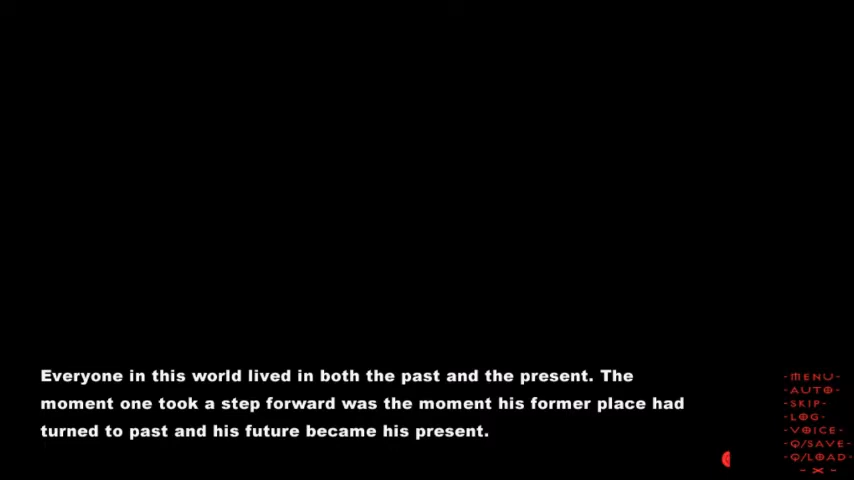 Everyone in this world lived in both the past and the present. The
moment one took a step forward was the moment his former place had
turned to past and his future became his present.
-MENU-
-AUTO-
-SKIP-
-LOG-
-VOICE-
-Q/SAVE-
-Q/LOAD-
-×-